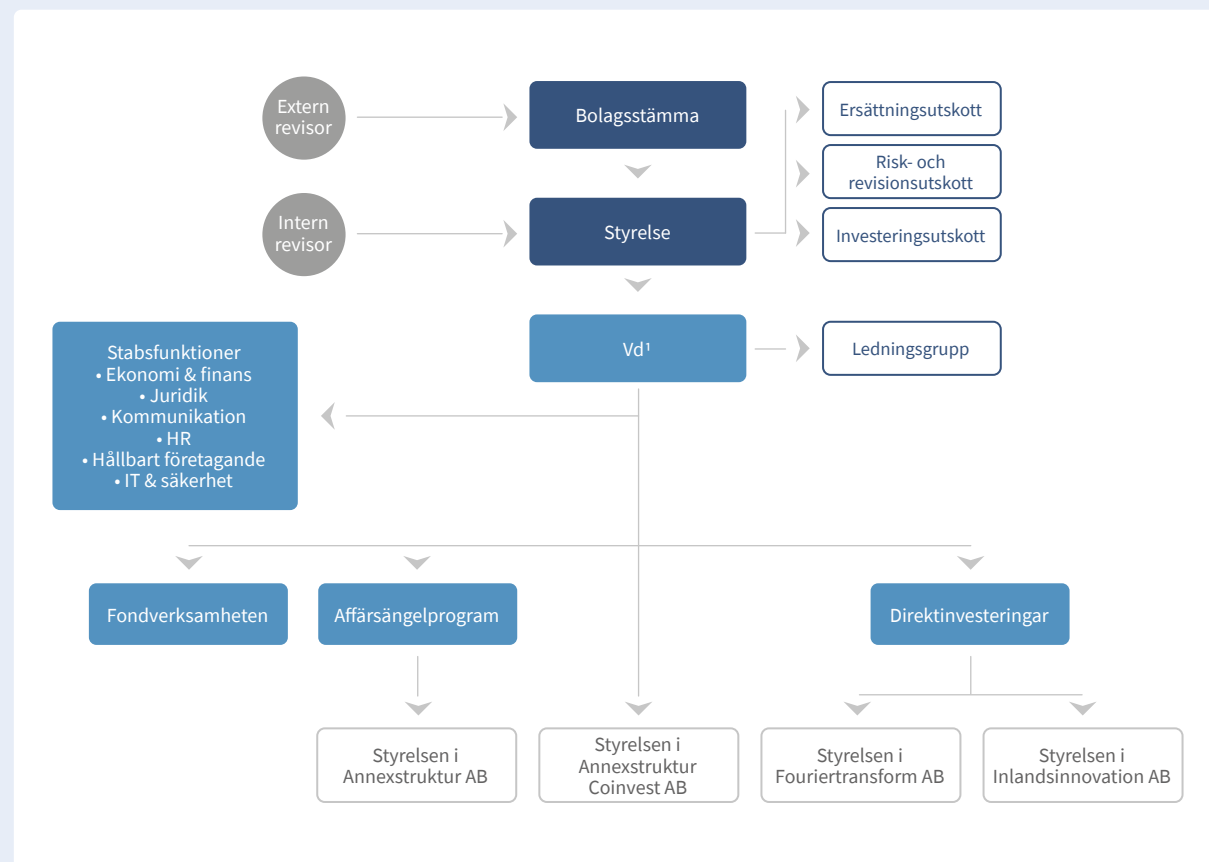 Extern
revisor
Bolagsstämma
Ersättningsutskott
Risk- och
revisionsutskott
Intern
revisor
Styrelse
Investeringsutskott
Vd¹
Ledningsgrupp
Stabsfunktioner
• Ekonomi & finans
• Juridik
• Kommunikation
• HR
• Hållbart företagande
• IT & säkerhet
Fondverksamheten
Affärsängelprogram
Direktinvesteringar
Styrelsen i
Annexstruktur AB
Styrelsen i
Annexstruktur
Coinvest AB
Styrelsen i
Fouriertransform AB
Styrelsen i
Inlandsinnovation AB